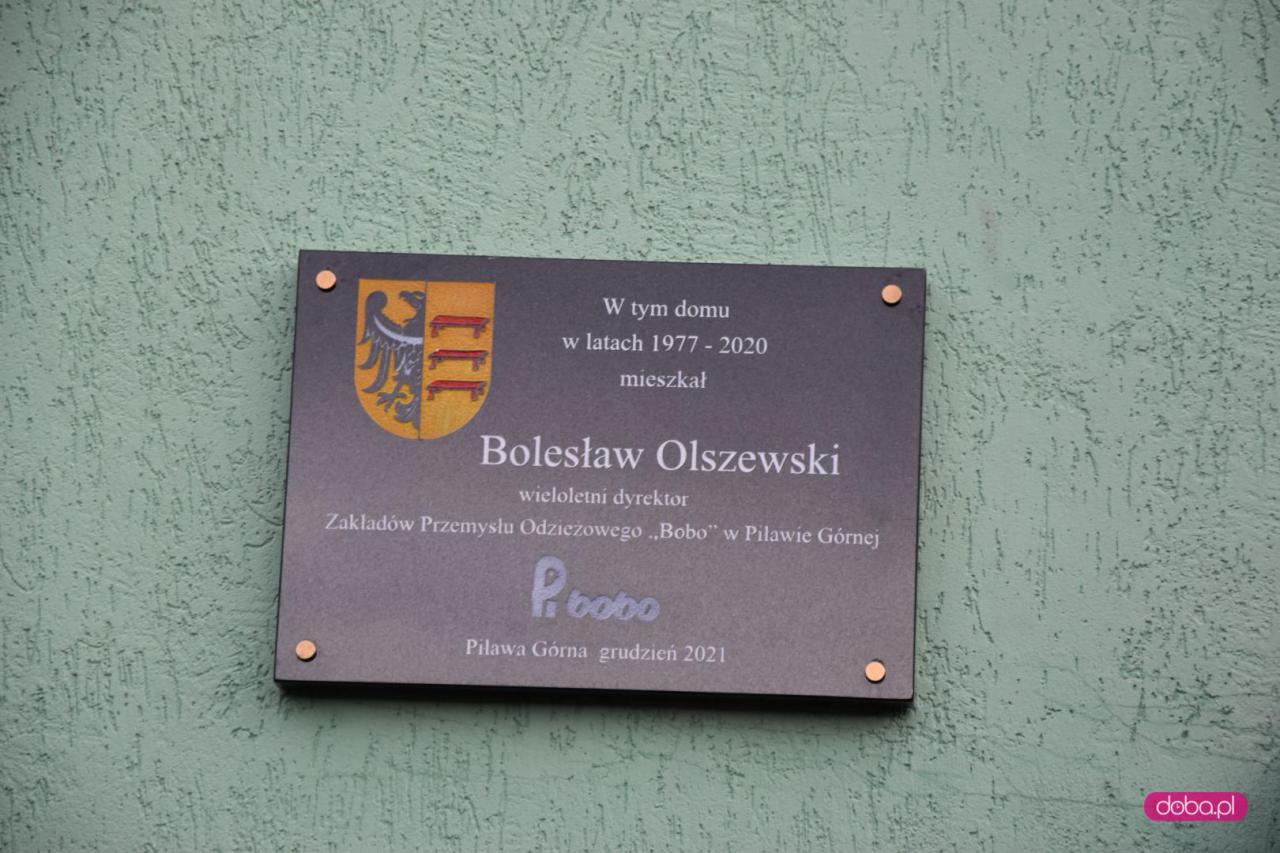 W tym domu
w latach 1977 - 2020
mieszkał
Bolesław Olszewski
wieloletni dyrektor
Zakładów Przemysłu Odzieżowego „Bobo” w Piławie Górnej
P. bobo
Piława Górna grudzień 2021
doba.pl